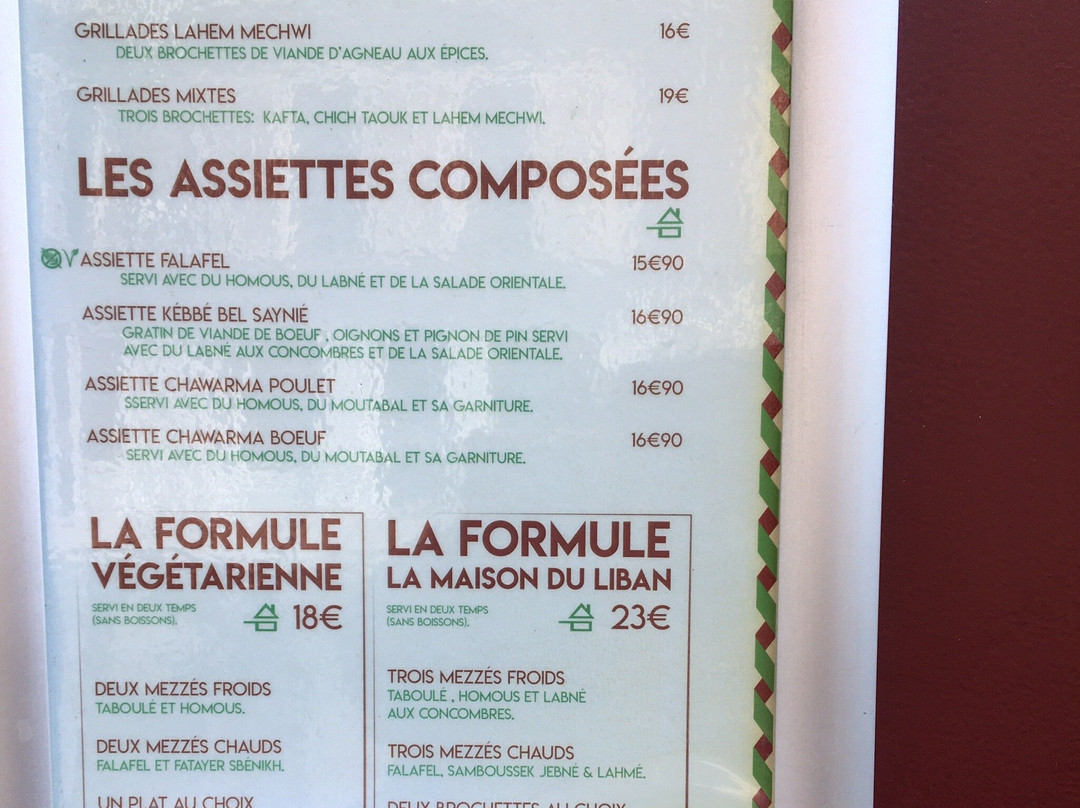 GRILLADES LAHEM MECHWI 16€
DEUX BROCHETTES DE VIANDE D'AGNEAU AUX ÉPICES.
GRILLADES MIXTES 19€
TROIS BROCHETTES: KAFTA, CHICH TAOUK ET LAHEM MECHWI.
LES ASSIETTES COMPOSÉES
V ASSIETTE FALAFEL 15€90
SERVI AVEC DU HOMOUS, DU LABNÉ ET DE LA SALADE ORIENTALE.
ASSIETTE KÉBBÉ BEL SAYNIÉ 16€90
GRATIN DE VIANDE DE BOEUF , OIGNONS ET PIGNON DE PIN SERVI
AVEC DU LABNÉ AUX CONCOMBRES ET DE LA SALADE ORIENTALE.
ASSIETTE CHAWARMA POULET 16€90
SSERVI AVEC DU HOMOUS, DU MOUTABAL ET SA GARNITURE.
ASSIETTE CHAWARMA BOEUF 16€90
SERVI AVEC DU HOMOUS, DU MOUTABAL ET SA GARNITURE.
LA FORMULE
VÉGÉTARIENNE
SERVI EN DEUX TEMPS
(SANS BOISSONS).
18€
DEUX MEZZÉS FROIDS
TABOULÉ ET HOMOUS.
DEUX MEZZÉS CHAUDS
FALAFEL ET FATAYER SBÉNIKH.
UN PLAT AU CHOIX
LA FORMULE
LA MAISON DU LIBAN
SERVI EN DEUX TEMPS
(SANS BOISSONS).
23€
TROIS MEZZÉS FROIDS
TABOULÉ , HOMOUS ET LABNÉ
AUX CONCOMBRES.
TROIS MEZZÉS CHAUDS
FALAFEL, SAMBOUSSEK JEBNÉ & LAHMÉ.
DEUX BROCHETTES AU CHOIX